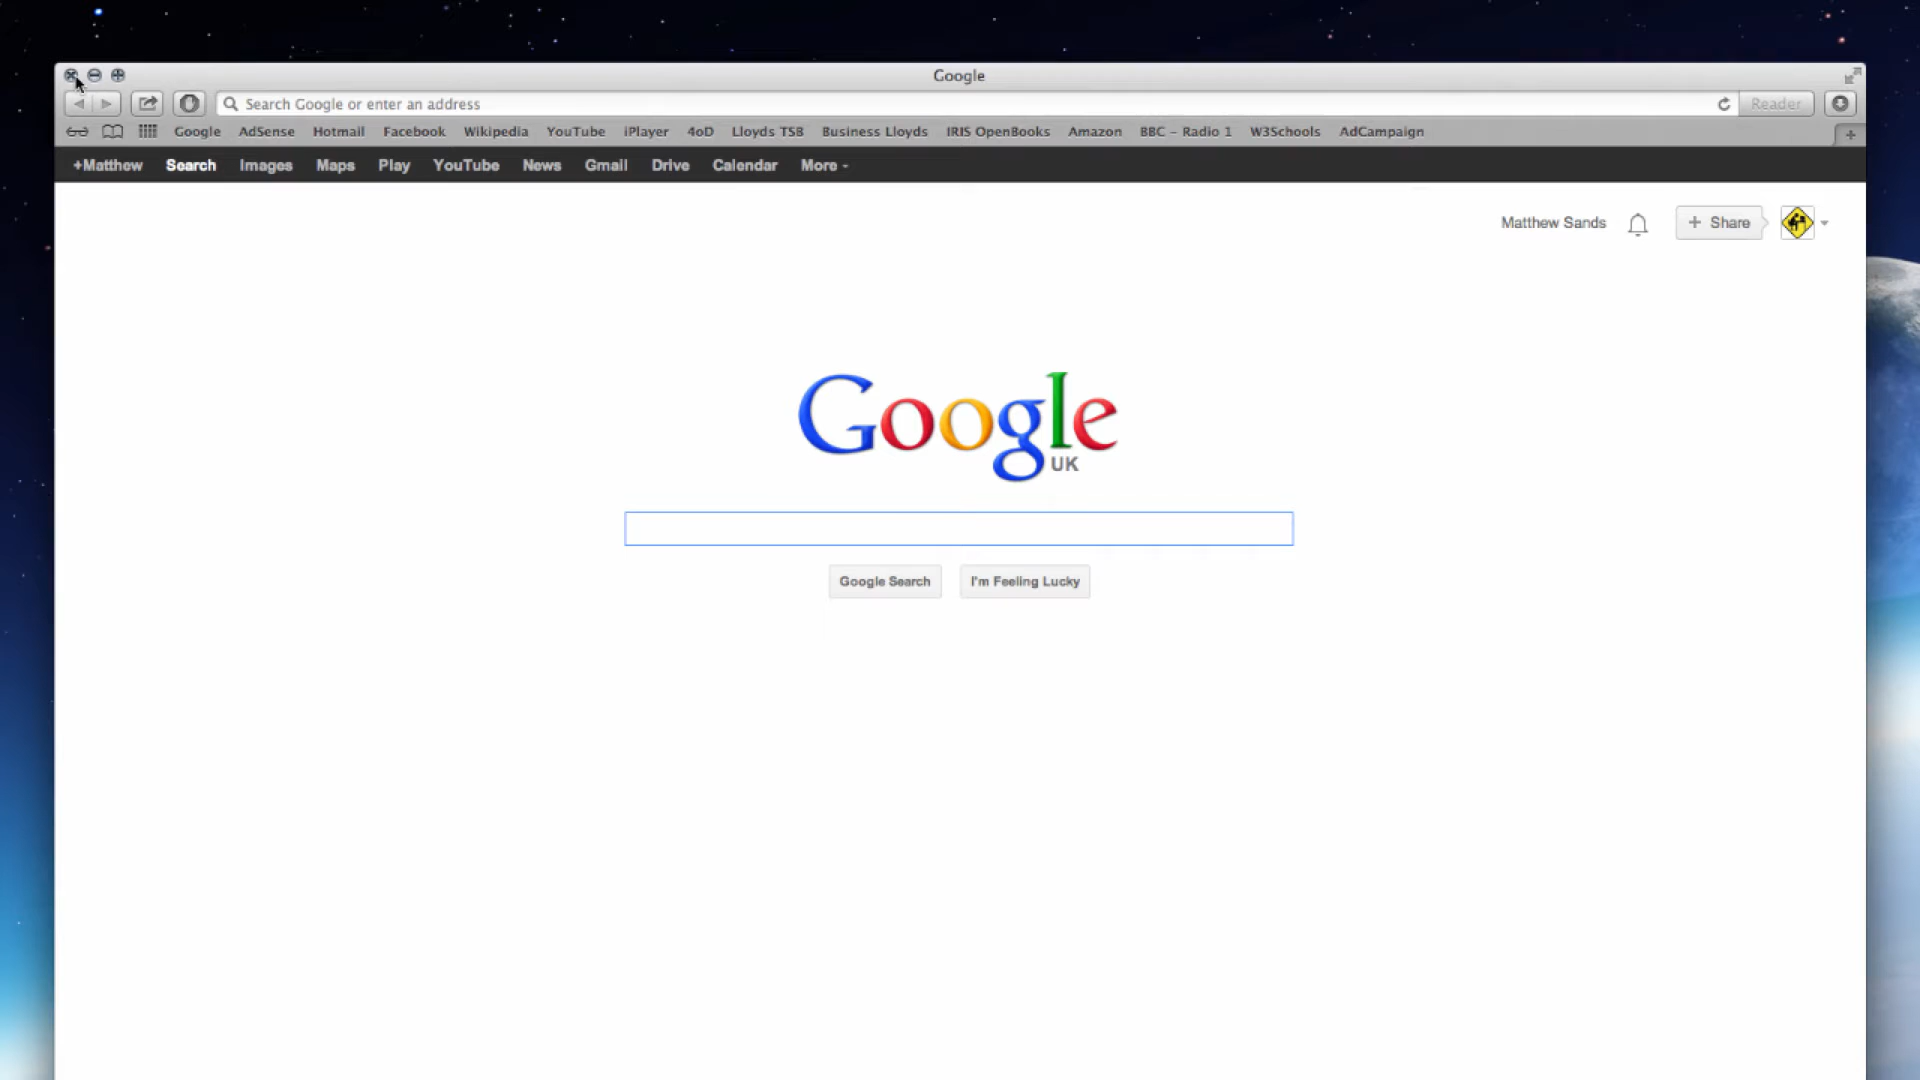 Google
Search Google or enter an address
Reader
Google AdSense Hotmail Facebook Wikipedia YouTube iPlayer 4oD Lloyds TSB Business Lloyds IRIS OpenBooks Amazon BBC - Radio 1 W3Schools AdCampaign
+Matthew Search Images Maps Play YouTube News Gmail Drive Calendar More
Matthew Sands
+ Share
Google
UK
Google Search
I'm Feeling Lucky